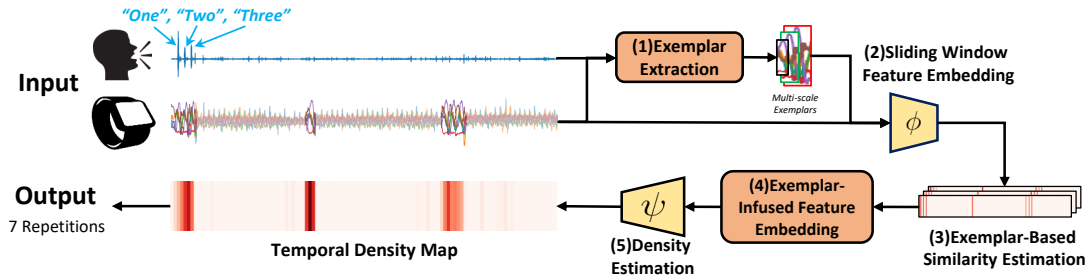 “One”, “Two”, “Three”
Input
(1)Exemplar
Extraction
Multi-scale
Exemplars
(2)Sliding Window
Feature Embedding
ϕ
Output
7 Repetitions
Temporal Density Map
ψ
(5)Density
Estimation
(4)Exemplar-
Infused Feature
Embedding
(3)Exemplar-Based
Similarity Estimation